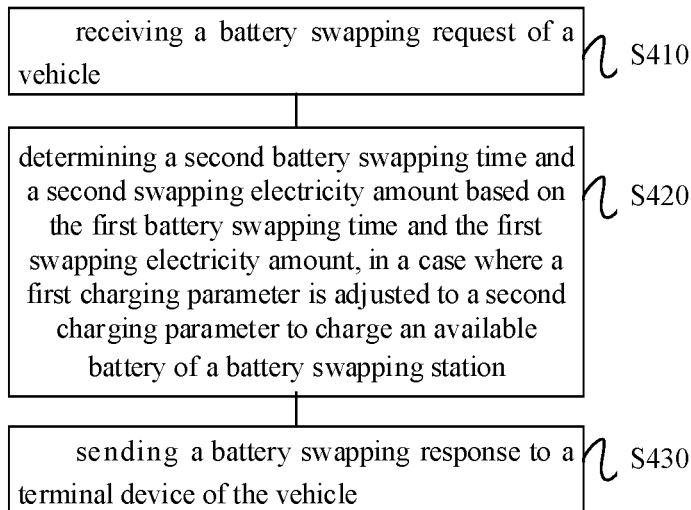 receiving a battery swapping request of a
vehicle
S410
determining a second battery swapping time and
a second swapping electricity amount based on
the first battery swapping time and the first
swapping electricity amount, in a case where a
first charging parameter is adjusted to a second
charging parameter to charge an available
battery of a battery swapping station
S420
sending a battery swapping response to a
terminal device of the vehicle
S430